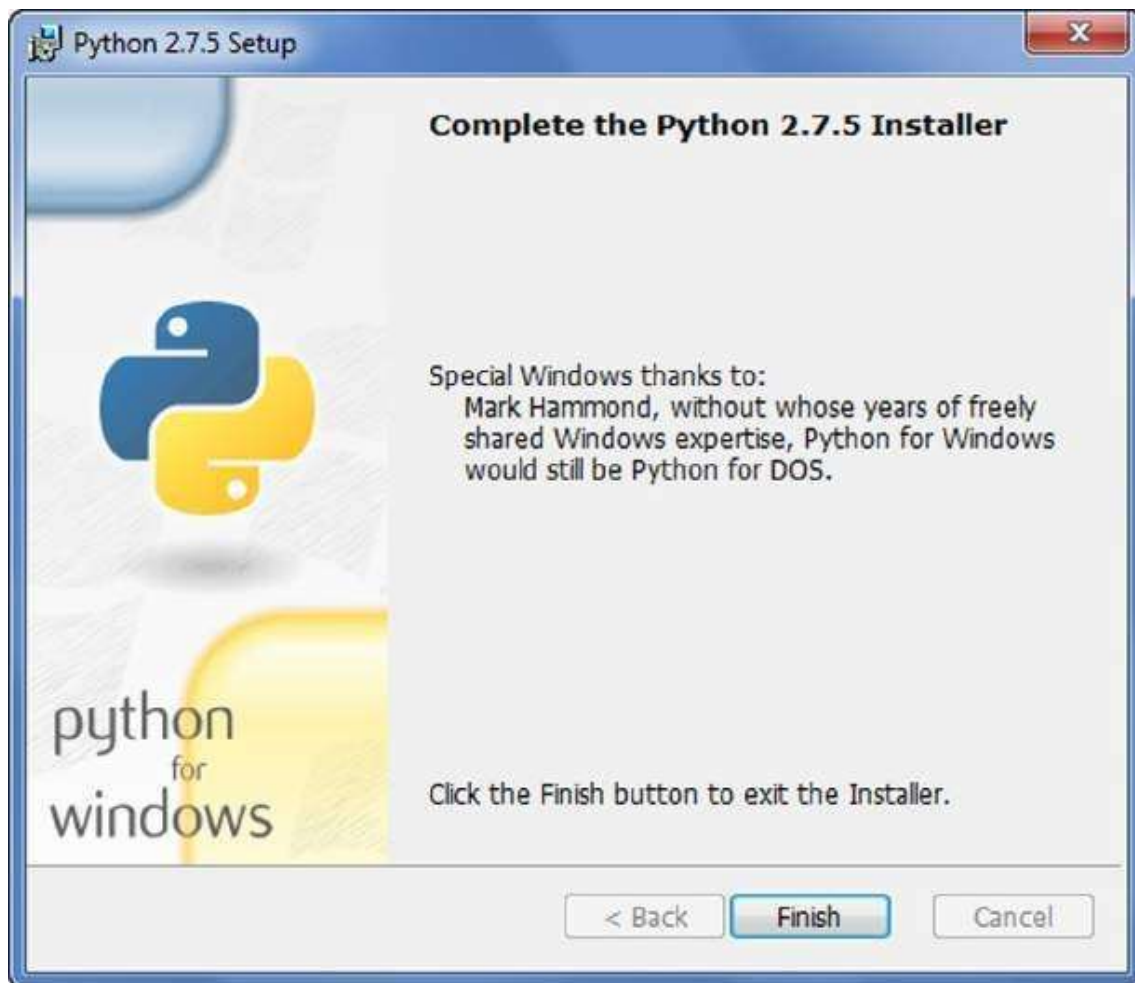 Python 2.7.5 Setup
Complete the Python 2.7.5 Installer
Special Windows thanks to:
Mark Hammond, without whose years of freely
shared Windows expertise, Python for Windows
would still be Python for DOS.
python
for
windows
Click the Finish button to exit the Installer.
< Back
Finish
Cancel